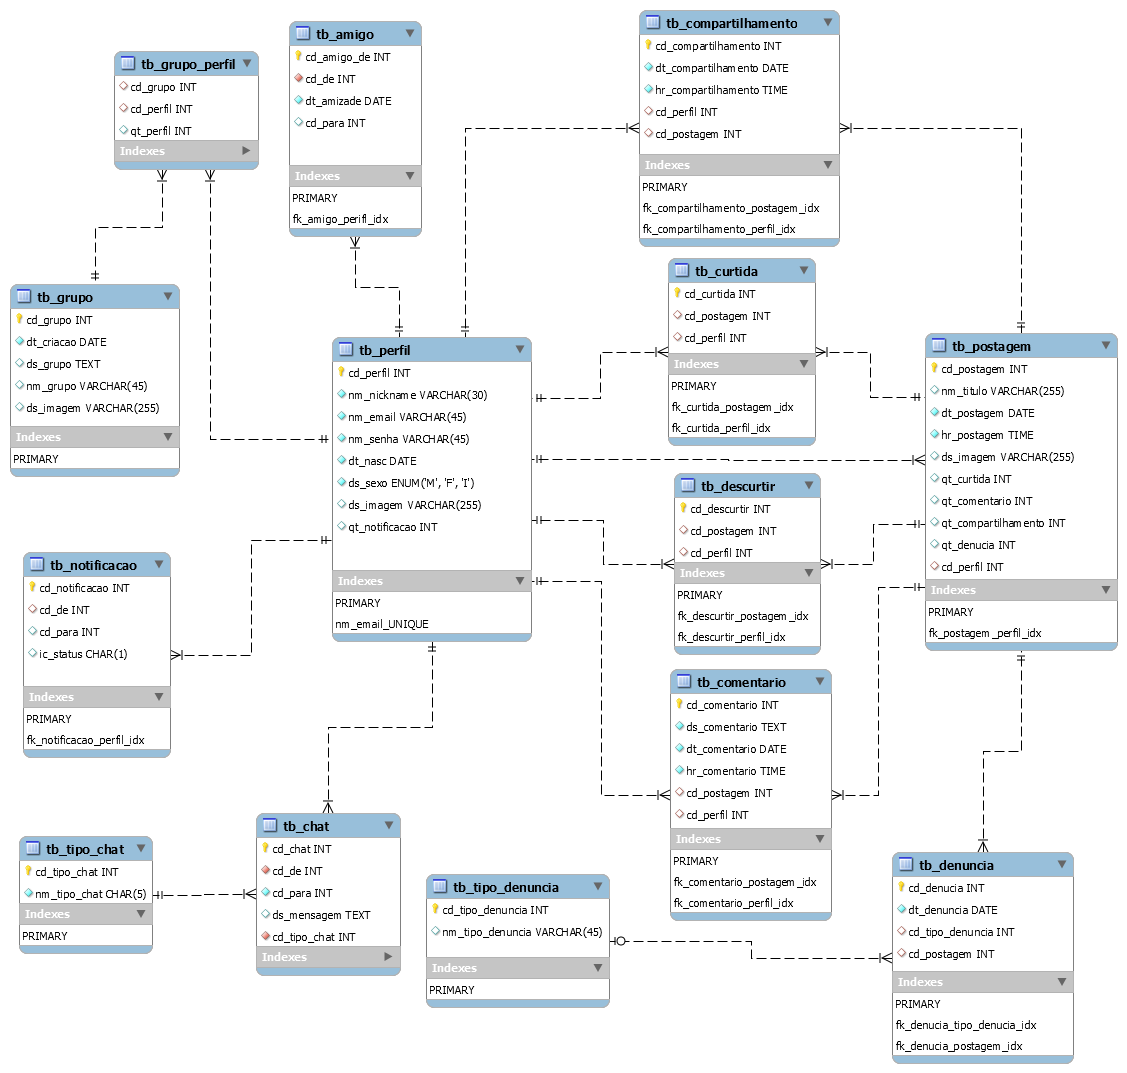 tb_grupo_perfil
cd_grupo INT
cd_perfil INT
qt_perfil INT
Indexes
tb_amigo
cd_amigo_de INT
cd_de INT
dt_amizade DATE
cd_para INT
Indexes
PRIMARY
fk_amigo_perifl_idx
tb_compartilhamento
cd_compartilhamento INT
dt_compartilhamento DATE
hr_compartilhamento TIME
cd_perfil INT
cd_postagem INT
Indexes
PRIMARY
fk_compartilhamento_postagem_idx
fk_compartilhamento_perfil_idx
tb_grupo
cd_grupo INT
dt_criacao DATE
ds_grupo TEXT
nm_grupo VARCHAR(45)
ds_imagem VARCHAR(255)
Indexes
PRIMARY
tb_perfil
cd_perfil INT
nm_nickname VARCHAR(30)
nm_email VARCHAR(45)
nm_senha VARCHAR(45)
dt_nasc DATE
ds_sexo ENUM('M', 'F', 'I')
ds_imagem VARCHAR(255)
qt_notificacao INT
Indexes
PRIMARY
nm_email_UNIQUE
tb_curtida
cd_curtida INT
cd_postagem INT
cd_perfil INT
Indexes
PRIMARY
fk_curtida_postagem_idx
fk_curtida_perfil_idx
tb_postagem
cd_postagem INT
nm_titulo VARCHAR(255)
dt_postagem DATE
hr_postagem TIME
ds_imagem VARCHAR(255)
qt_curtida INT
qt_comentario INT
qt_compartilhamento INT
qt_denucia INT
cd_perfil INT
Indexes
PRIMARY
fk_postagem_perfil_idx
tb_descurtir
cd_descurtir INT
cd_postagem INT
cd_perfil INT
Indexes
PRIMARY
fk_descurtir_postagem_idx
fk_descurtir_perfil_idx
tb_notificacao
cd_notificacao INT
cd_de INT
cd_para INT
ic_status CHAR(1)
Indexes
PRIMARY
fk_notificacao_perfil_idx
tb_comentario
cd_comentario INT
ds_comentario TEXT
dt_comentario DATE
hr_comentario TIME
cd_postagem INT
cd_perfil INT
Indexes
PRIMARY
fk_comentario_postagem_idx
fk_comentario_perfil_idx
tb_tipo_chat
cd_tipo_chat INT
nm_tipo_chat CHAR(5)
Indexes
PRIMARY
tb_chat
cd_chat INT
cd_de INT
cd_para INT
ds_mensagem TEXT
cd_tipo_chat INT
Indexes
tb_tipo_denuncia
cd_tipo_denuncia INT
nm_tipo_denuncia VARCHAR(45)
Indexes
PRIMARY
tb_denuncia
cd_denucia INT
dt_denuncia DATE
cd_tipo_denuncia INT
cd_postagem INT
Indexes
PRIMARY
fk_denucia_tipo_denucia_idx
fk_denucia_postagem_idx